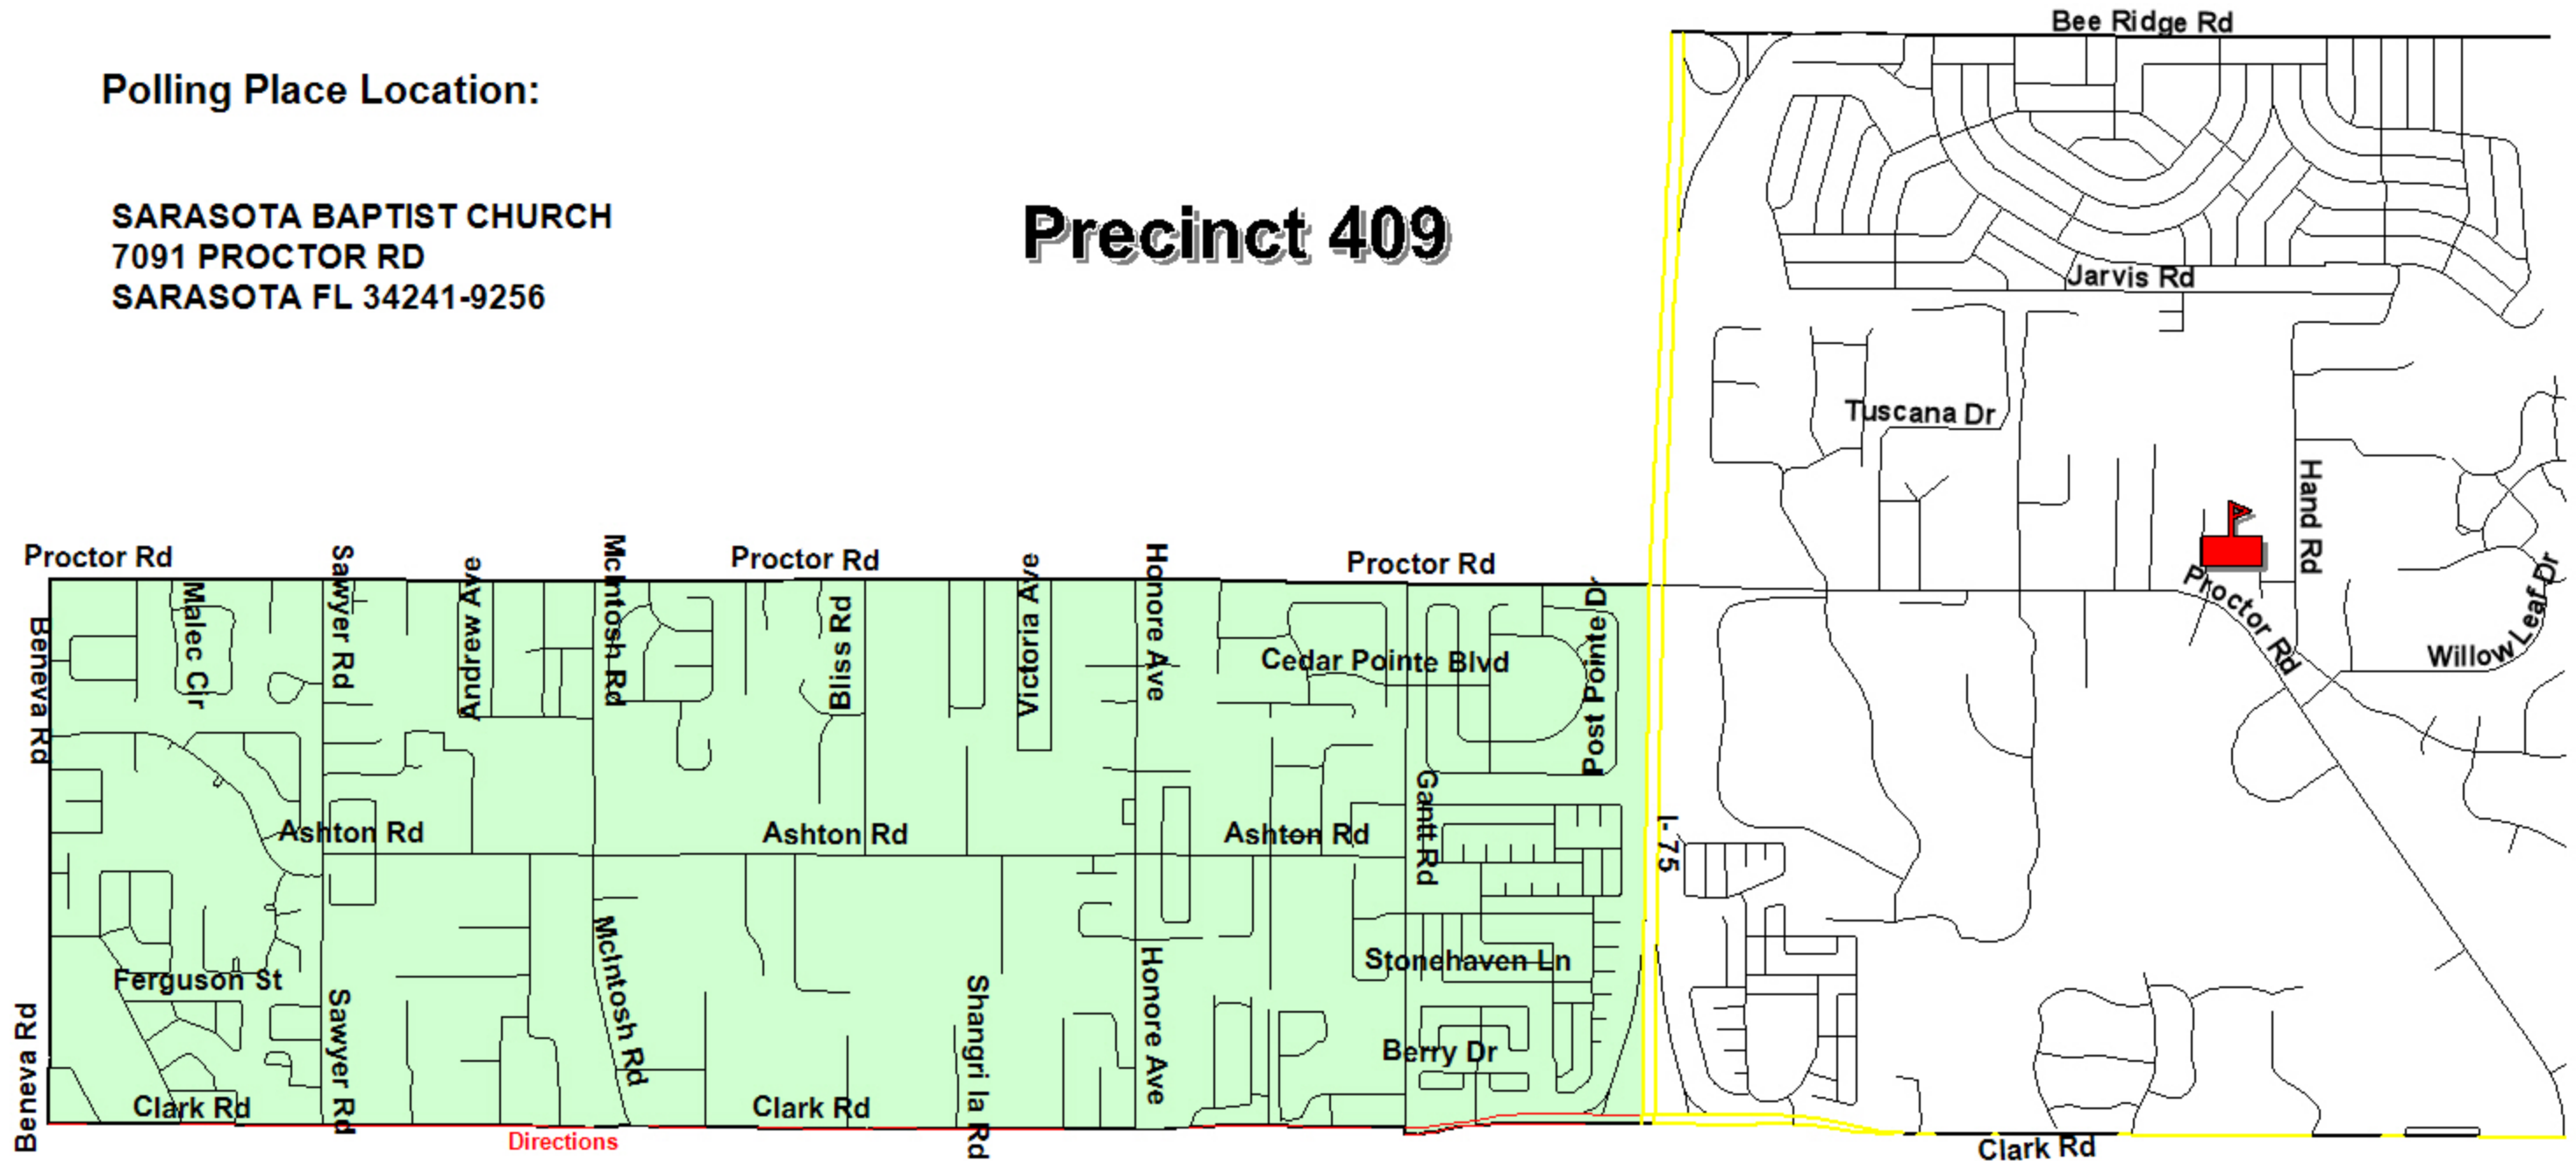 Bee Ridge Rd
Polling Place Location:
SARASOTA BAPTIST CHURCH
7091 PROCTOR RD
SARASOTA FL 34241-9256
Precinct 409
Jarvis Rd
Tuscana Dr
Hand Rd
Proctor Rd
Willow Leaf Dr
Proctor Rd
Proctor Rd
Proctor Rd
Beneva Rd
Malec Cir
Sawyer Rd
Andrew Ave
McIntosh Rd
Bliss Rd
Victoria Ave
Honore Ave
Cedar Pointe Blvd
Post Pointe Dr
Ashton Rd
Ashton Rd
Ashton Rd
Gantt Rd
I-75
Ferguson St
Stonehaven Ln
Beneva Rd
Sawyer Rd
McIntosh Rd
Shangri la Rd
Honore Ave
Berry Dr
Clark Rd
Clark Rd
Directions
Clark Rd